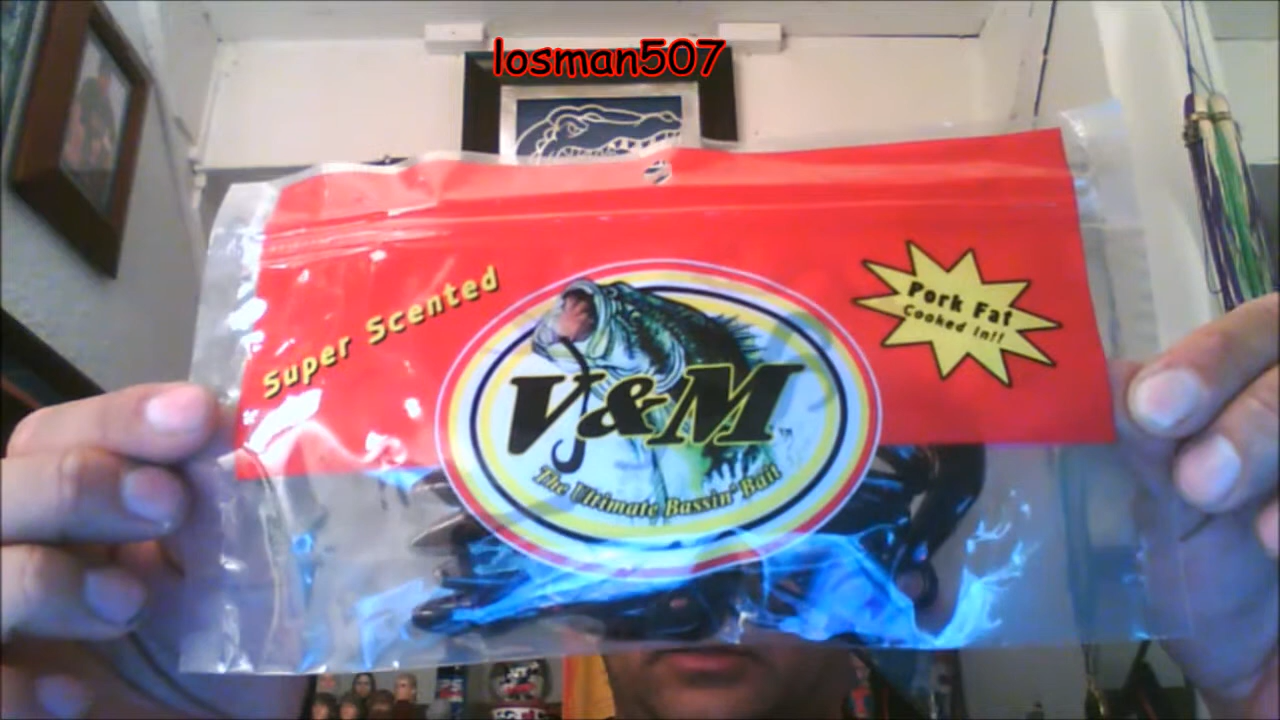 losman507
Super Scented
Pork Fat
Cooked in!!
V&M
The Ultimate Bassin' Bait